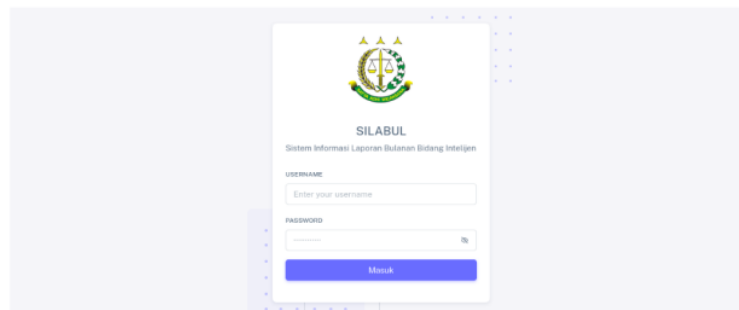 SILABUL
Sistem Informasi Laporan Bulanan Bidang Intelijen
USERNAME
Enter your username
PASSWORD
Masuk